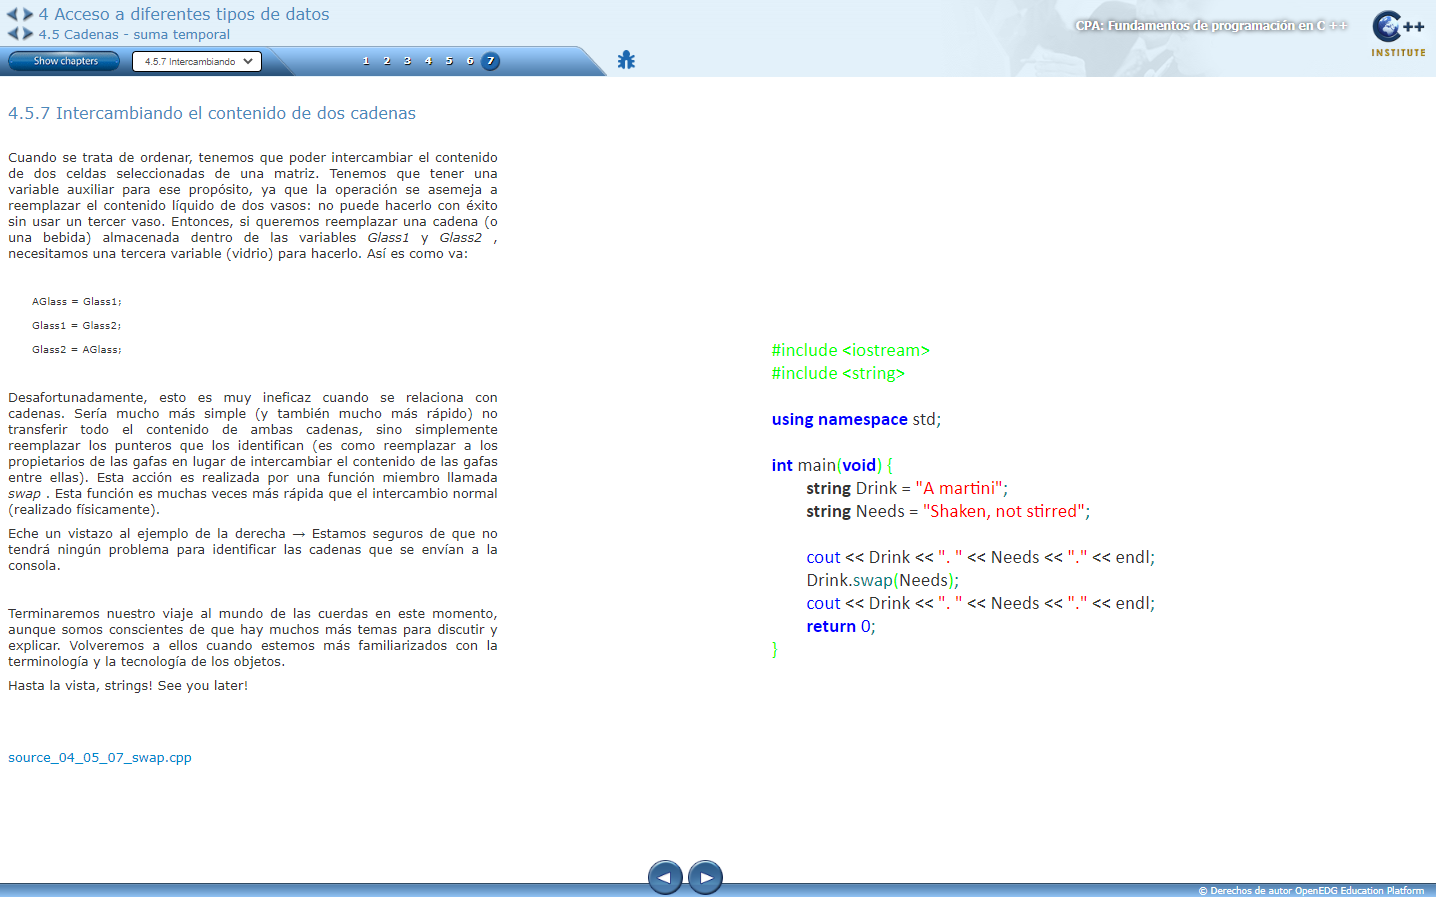 4 Acceso a diferentes tipos de datos
4.5 Cadenas - suma temporal
CPA: Fundamentos de programación en C ++
C++
INSTITUTE
Show chapters
4.5.7 Intercambiando
1 2 3 4 5 6 7
4.5.7 Intercambiando el contenido de dos cadenas
Cuando se trata de ordenar, tenemos que poder intercambiar el contenido
de dos celdas seleccionadas de una matriz. Tenemos que tener una
variable auxiliar para ese propósito, ya que la operación se asemeja a
reemplazar el contenido líquido de dos vasos: no puede hacerlo con éxito
sin usar un tercer vaso. Entonces, si queremos reemplazar una cadena (o
una bebida) almacenada dentro de las variables Glass1 y Glass2 ,
necesitamos una tercera variable (vidrio) para hacerlo. Así es como va:
AGlass = Glass1;
Glass1 = Glass2;
Glass2 = AGlass;
Desafortunadamente, esto es muy ineficaz cuando se relaciona con
cadenas. Sería mucho más simple (y también mucho más rápido) no
transferir todo el contenido de ambas cadenas, sino simplemente
reemplazar los punteros que los identifican (es como reemplazar a los
propietarios de las gafas en lugar de intercambiar el contenido de las gafas
entre ellas). Esta acción es realizada por una función miembro llamada
swap . Esta función es muchas veces más rápida que el intercambio normal
(realizado físicamente).
Eche un vistazo al ejemplo de la derecha → Estamos seguros de que no
tendrá ningún problema para identificar las cadenas que se envían a la
consola.
Terminaremos nuestro viaje al mundo de las cuerdas en este momento,
aunque somos conscientes de que hay muchos más temas para discutir y
explicar. Volveremos a ellos cuando estemos más familiarizados con la
terminología y la tecnología de los objetos.
Hasta la vista, strings! See you later!
source_04_05_07_swap.cpp
#include <iostream>
#include <string>
using namespace std;
int main(void) {
string Drink = "A martini";
string Needs = "Shaken, not stirred";
cout << Drink << ". " << Needs << "." << endl;
Drink.swap(Needs);
cout << Drink << ". " << Needs << "." << endl;
return 0;
}
© Derechos de autor OpenEDG Education Platform